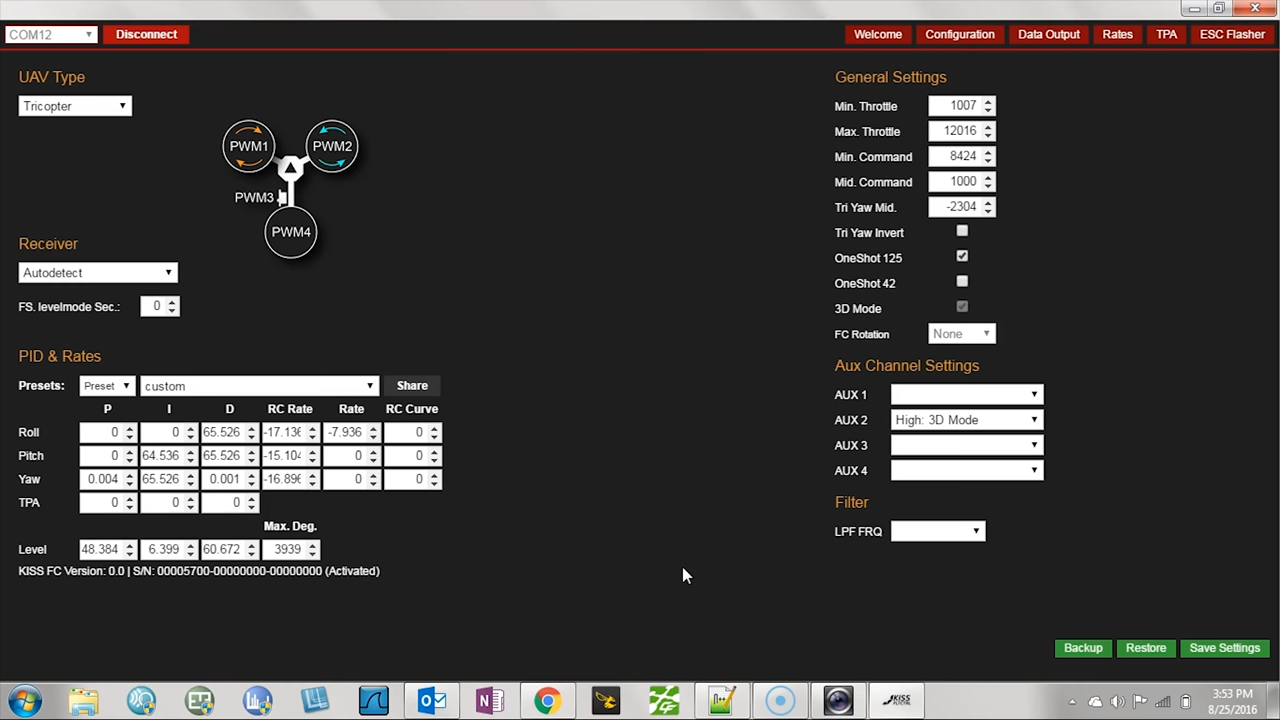 COM12 Disconnect Welcome Configuration Data Output Rates TPA ESC Flasher
UAV Type
Tricopter
PWM1 PWM2
PWM3
PWM4
Receiver
Autodetect
FS. levelmode Sec.: 0
PID & Rates
Presets: Preset custom Share
P I D RC Rate Rate RC Curve
Roll 0 0 65.526 -17.136 -7.936 0
Pitch 0 64.536 65.526 -15.104 0 0
Yaw 0.004 65.526 0.001 -16.896 0 0
TPA 0 0 0
Max. Deg.
Level 48.384 6.399 60.672 3939
KISS FC Version: 0.0 | S/N: 00005700-00000000-00000000 (Activated)
General Settings
Min. Throttle 1007
Max. Throttle 12016
Min. Command 8424
Mid. Command 1000
Tri Yaw Mid. -2304
Tri Yaw Invert
OneShot 125
OneShot 42
3D Mode
FC Rotation None
Aux Channel Settings
AUX 1
AUX 2 High: 3D Mode
AUX 3
AUX 4
Filter
LPF FRQ
Backup Restore Save Settings
KISS
3:53 PM
8/25/2016